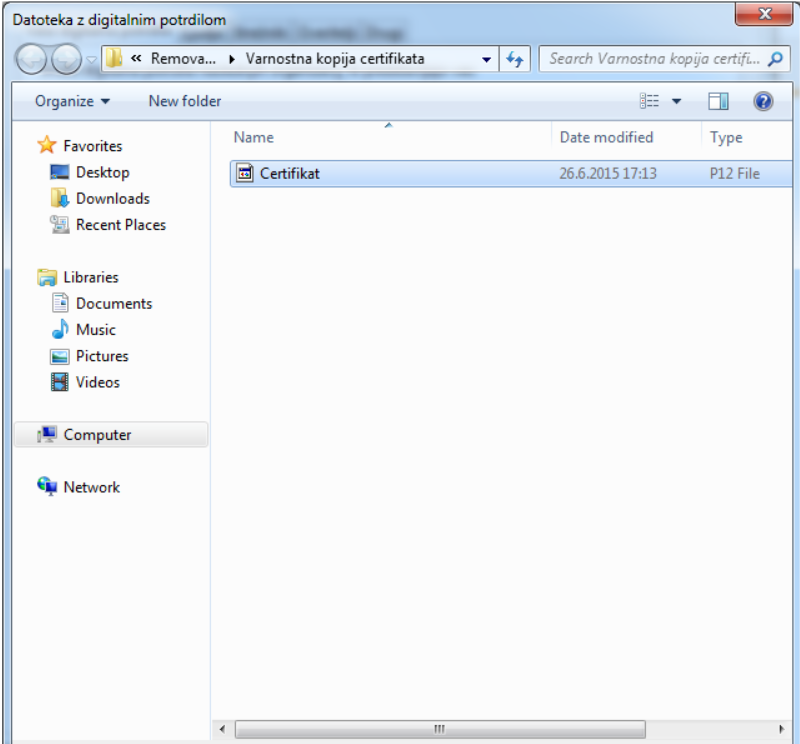 Datoteka z digitalnim potrdilom
« Remova... Varnostna kopija certifikata Search Varnostna kopija certifi...
Organize New folder
Favorites
Desktop
Downloads
Recent Places
Libraries
Documents
Music
Pictures
Videos
Computer
Network
Name Date modified Type
Certifikat 26.6.2015 17:13 P12 File